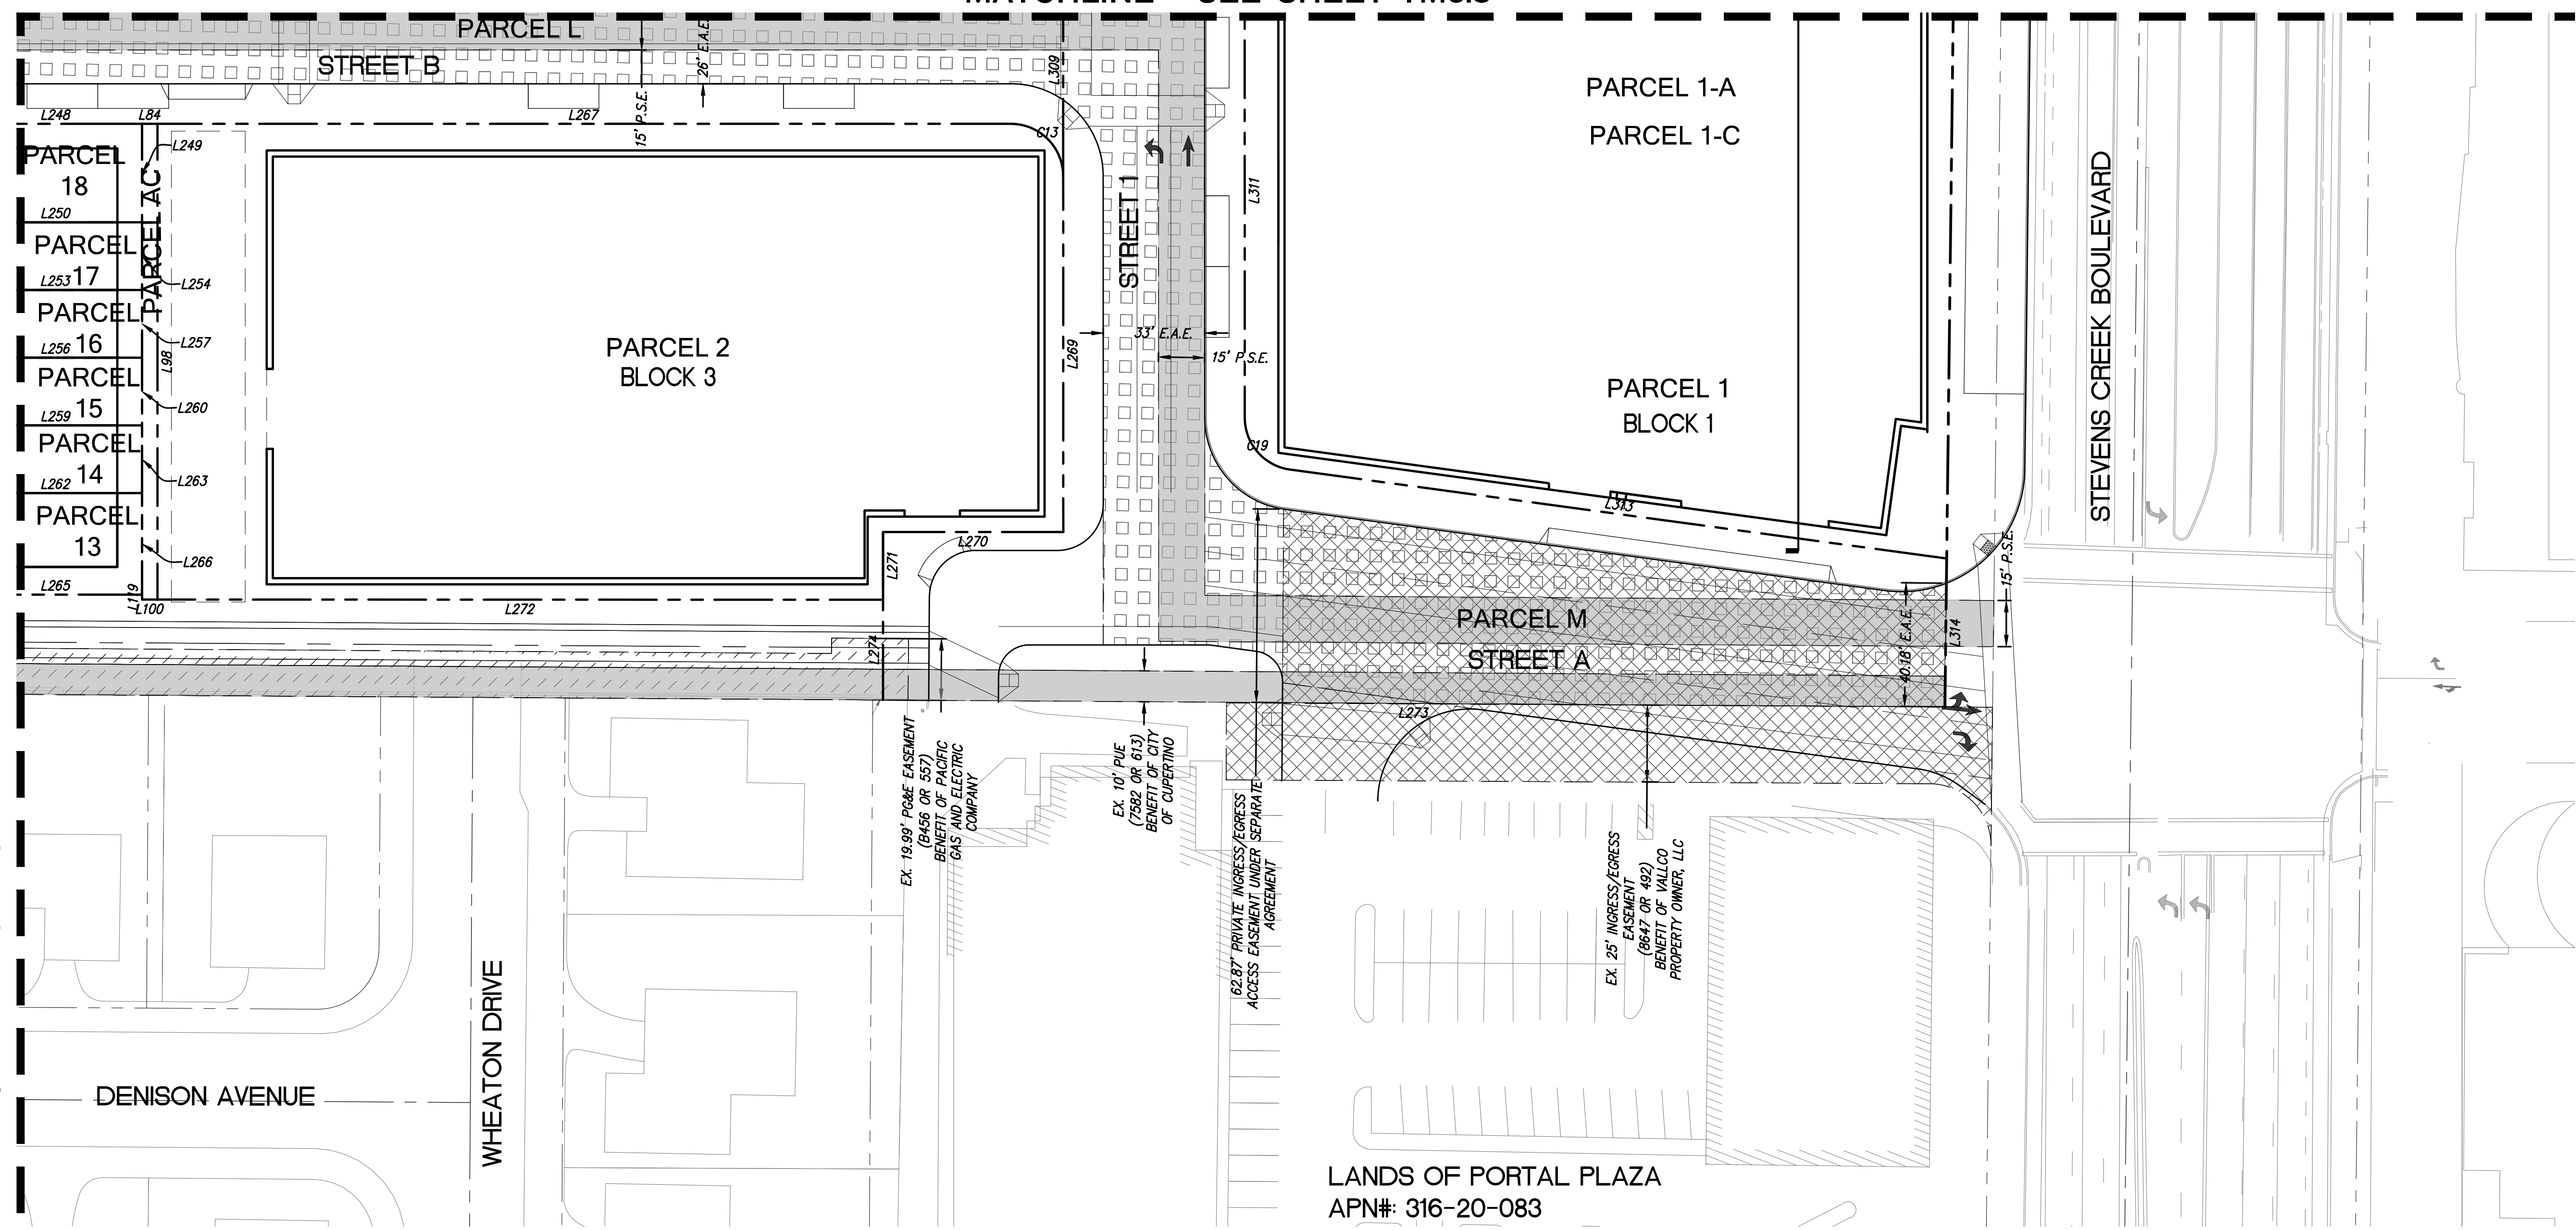 PARCEL L
STREET B
26' E.A.E.
15' P.S.E.
L309
L248
L84
L267
C13
L249
PARCEL
18
PARCEL AC
L250
PARCEL
17
L253
L254
PARCEL
16
L256
L257
L98
PARCEL
15
L259
L260
PARCEL
14
L262
L263
PARCEL
13
L266
L265
L119
L100
L272
PARCEL 2
BLOCK 3
L269
L270
L271
L274
STREET 1
33' E.A.E.
15' P.S.E.
L311
C19
PARCEL 1-A
PARCEL 1-C
PARCEL 1
BLOCK 1
L313
STEVENS CREEK BOULEVARD
15' P.S.E.
PARCEL M
STREET A
40.18' E.A.E.
L314
L273
EX. 19.99' PG&E EASEMENT
(B456 OR 557)
BENEFIT OF PACIFIC
GAS AND ELECTRIC
COMPANY
EX. 10' PUE
(7582 OR 613)
BENEFIT OF CITY
OF CUPERTINO
62.87' PRIVATE INGRESS/EGRESS
ACCESS EASEMENT UNDER SEPARATE
AGREEMENT
EX. 25' INGRESS/EGRESS
EASEMENT
(8647 OR 492)
BENEFIT OF VALLCO
PROPERTY OWNER, LLC
DENISON AVENUE
WHEATON DRIVE
LANDS OF PORTAL PLAZA
APN#: 316-20-083